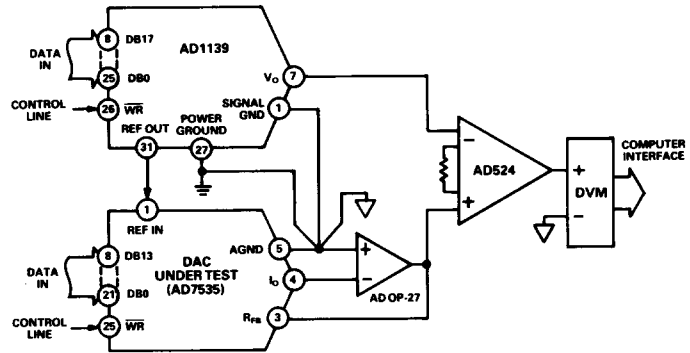 8 DB17
AD1139
DATA
IN
25 DB0
VO 7
CONTROL
LINE
26 WR
SIGNAL
GND 1
REF OUT
31
POWER
GROUND
27
AD524
−
+
COMPUTER
INTERFACE
+
DVM
−
1
REF IN
8 DB13
DATA
IN
21 DB0
DAC
UNDER TEST
(AD7535)
AGND 5
IO 4
RFB 3
+
−
AD OP-27
CONTROL
LINE
25 WR